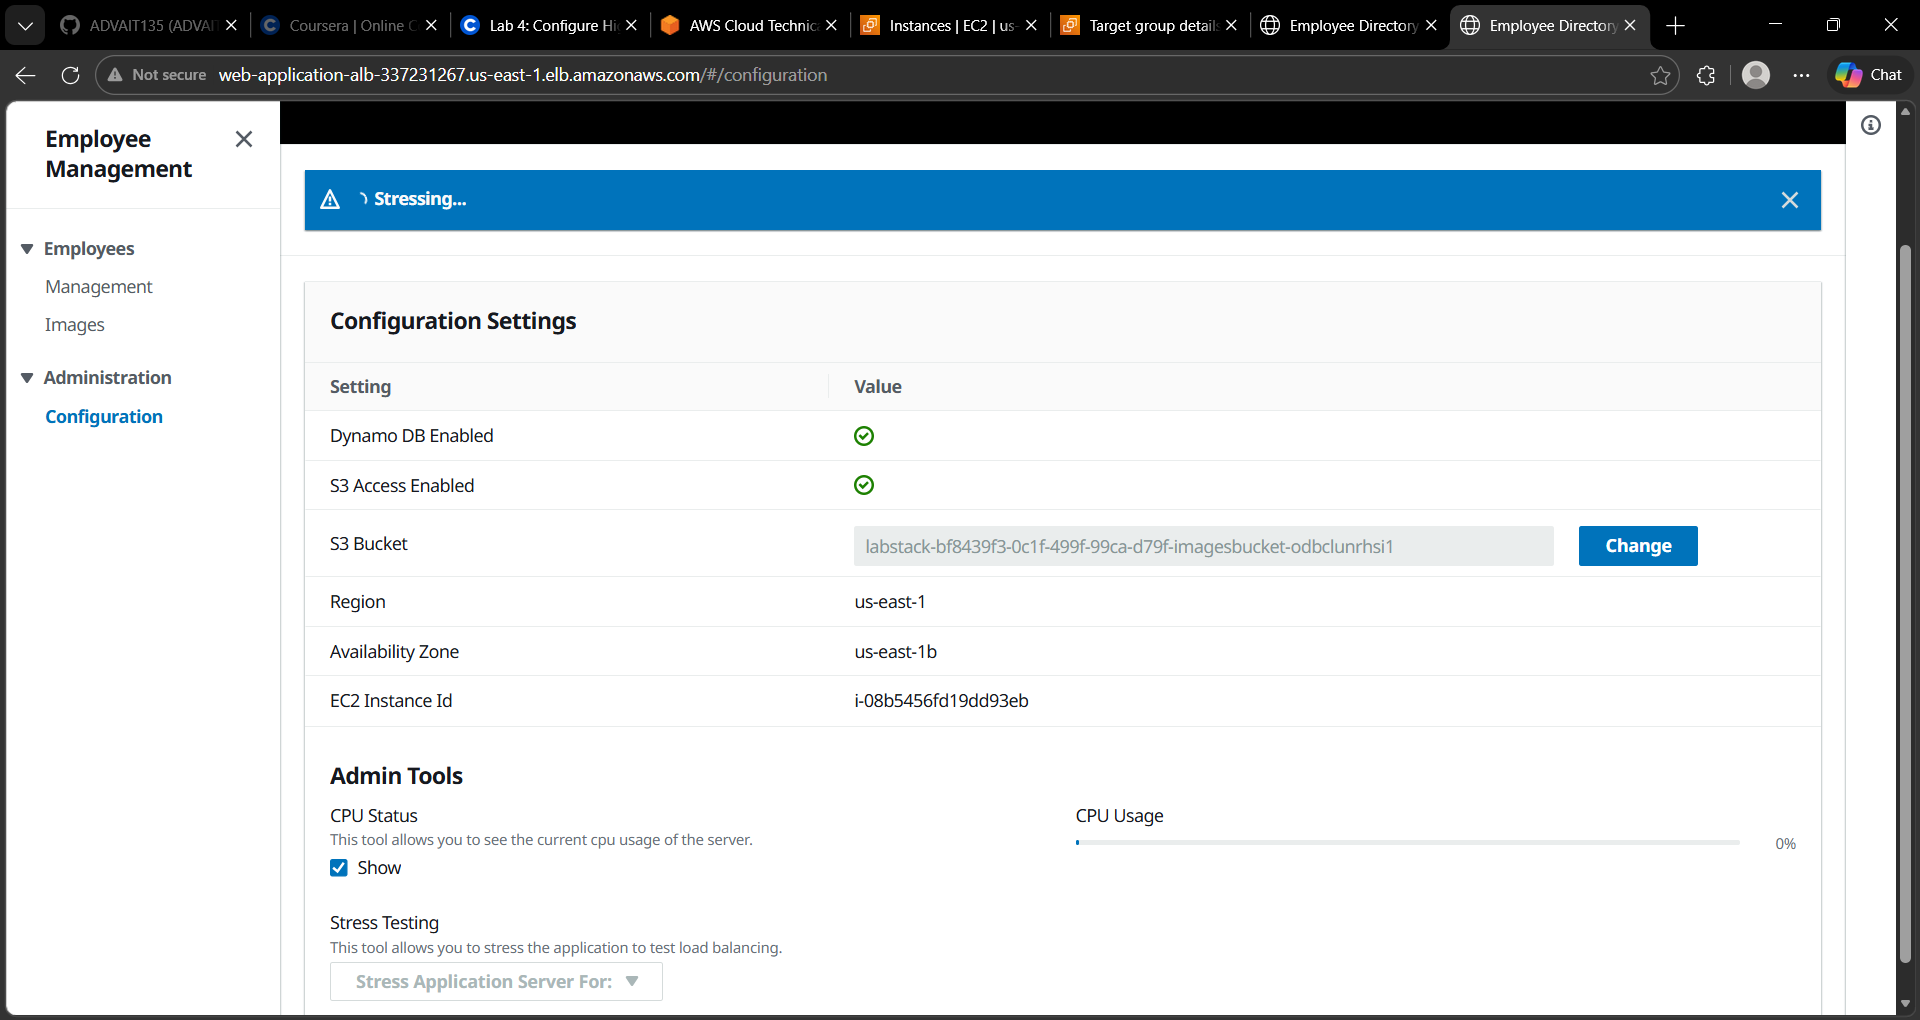 ADVAIT135 (ADVAIT
Coursera | Online C
Lab 4: Configure Hi
AWS Cloud Technic
Instances | EC2 | us-
Target group details
Employee Directory
Employee Directory
Not secure
web-application-alb-337231267.us-east-1.elb.amazonaws.com/#/configuration
Chat
Employee
Management
Employees
Management
Images
Administration
Configuration
Stressing...
Configuration Settings
Setting
Value
Dynamo DB Enabled
S3 Access Enabled
S3 Bucket
labstack-bf8439f3-0c1f-499f-99ca-d79f-imagesbucket-odbclunrhsi1
Change
Region
us-east-1
Availability Zone
us-east-1b
EC2 Instance Id
i-08b5456fd19dd93eb
Admin Tools
CPU Status
This tool allows you to see the current cpu usage of the server.
Show
CPU Usage
0%
Stress Testing
This tool allows you to stress the application to test load balancing.
Stress Application Server For: